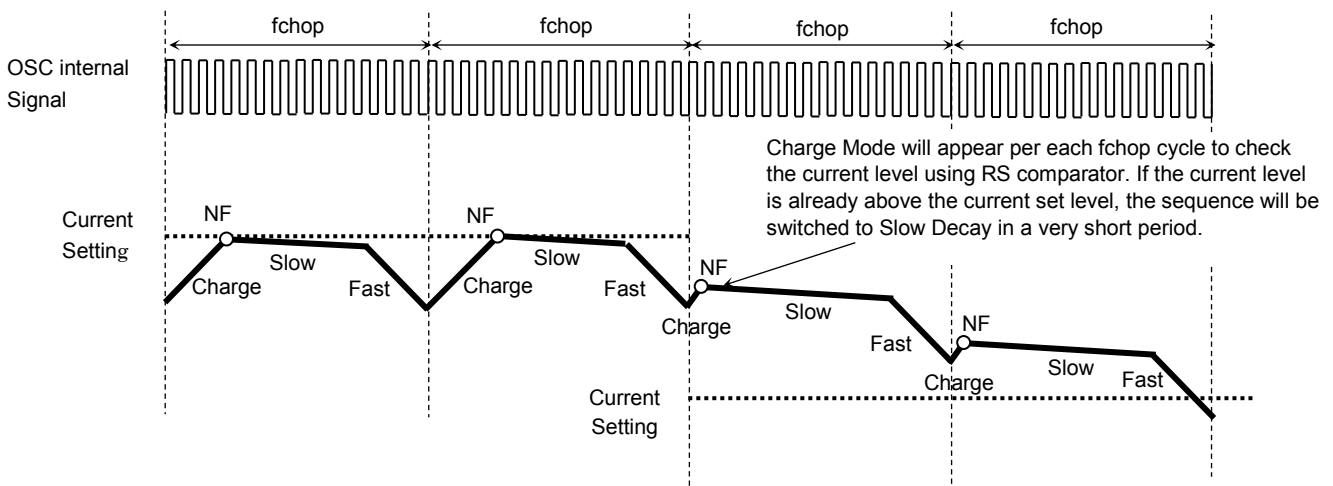 fchop fchop fchop fchop
OSC internal
Signal
Charge Mode will appear per each fchop cycle to check
the current level using RS comparator. If the current level
is already above the current set level, the sequence will be
switched to Slow Decay in a very short period.
Current
Setting
NF
Slow
Charge
Fast
NF
Slow
Charge
Fast
NF
Slow
Charge
Fast
NF
Slow
Charge
Fast
Current
Setting